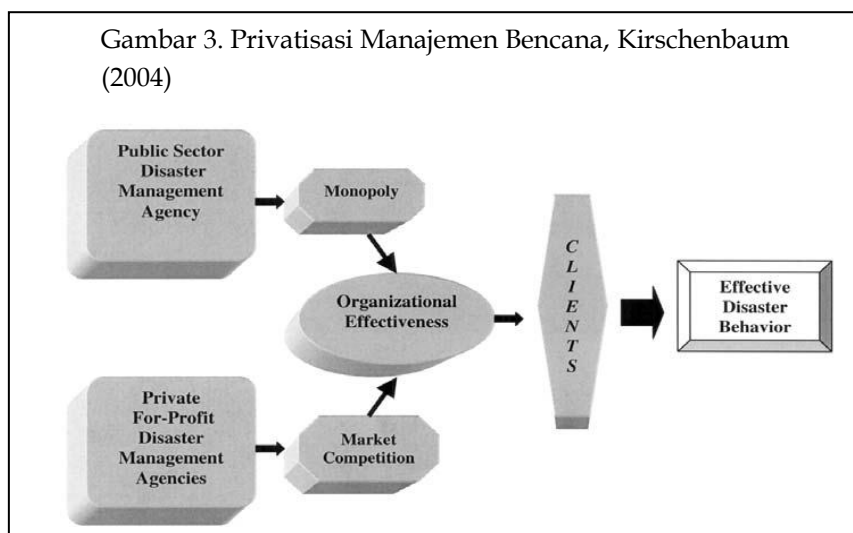 Gambar 3. Privatisasi Manajemen Bencana, Kirschenbaum
(2004)
Public Sector
Disaster
Management
Agency
Monopoly
Organizational
Effectiveness
C
L
I
E
N
T
S
Effective
Disaster
Behavior
Private
For-Profit
Disaster
Management
Agencies
Market
Competition